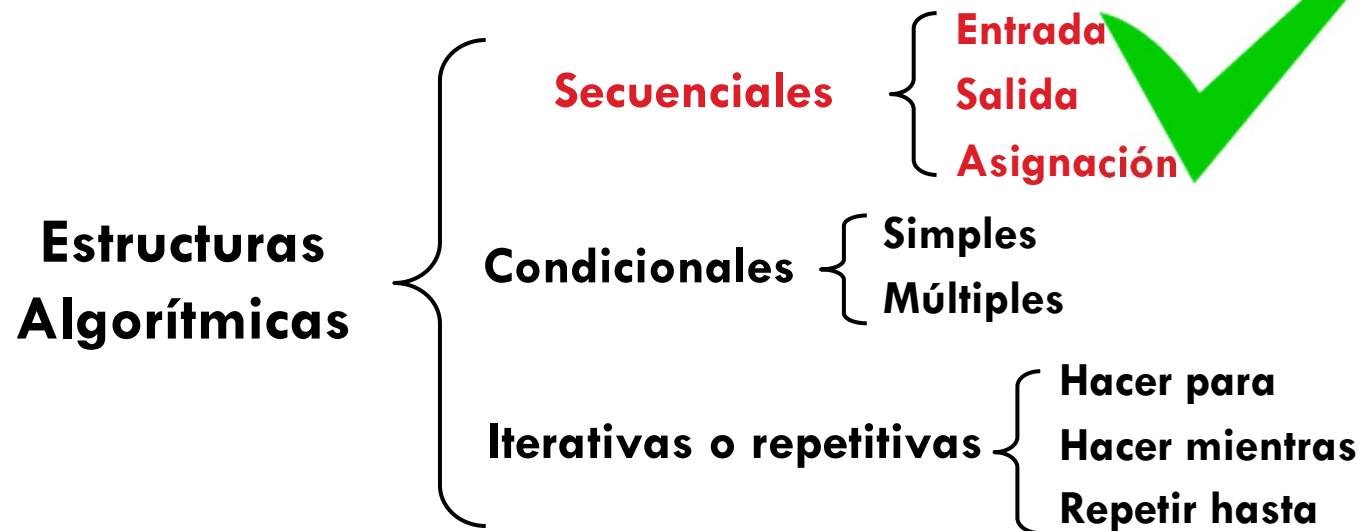 Estructuras
Algorítmicas
Secuenciales
Entrada
Salida
Asignación
Condicionales
Simples
Múltiples
Iterativas o repetitivas
Hacer para
Hacer mientras
Repetir hasta